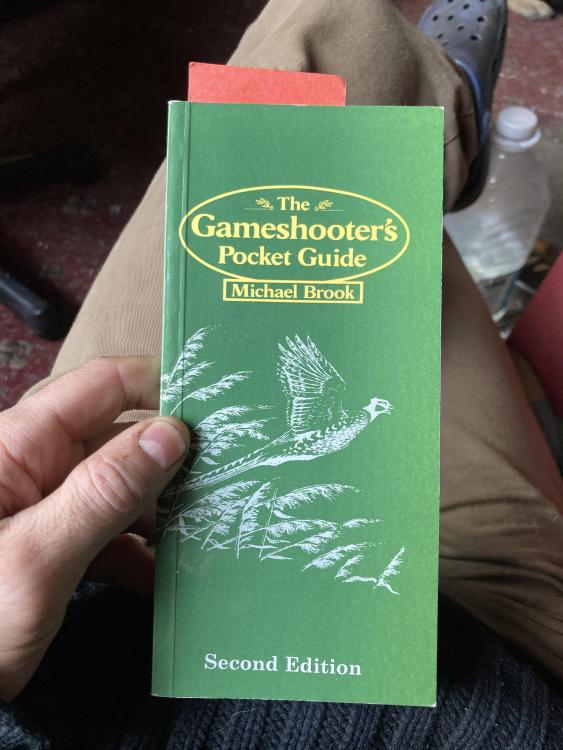 The
Gameshooter's
Pocket Guide
Michael Brook
Second Edition